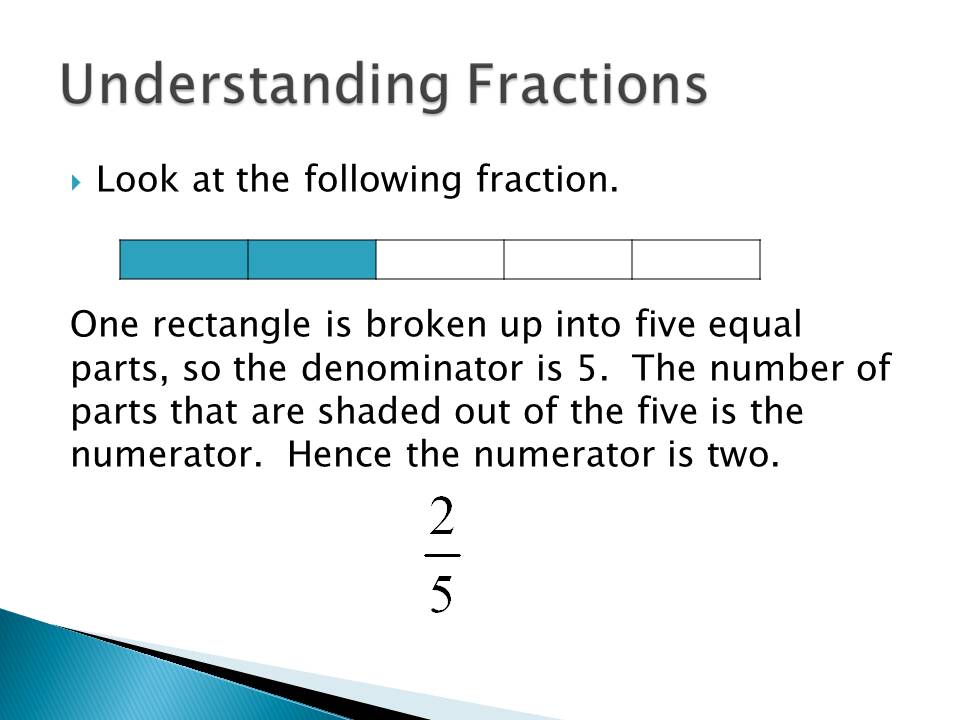 Understanding Fractions
Look at the following fraction.
One rectangle is broken up into five equal
parts, so the denominator is 5.  The number of
parts that are shaded out of the five is the
numerator.  Hence the numerator is two.
2
5